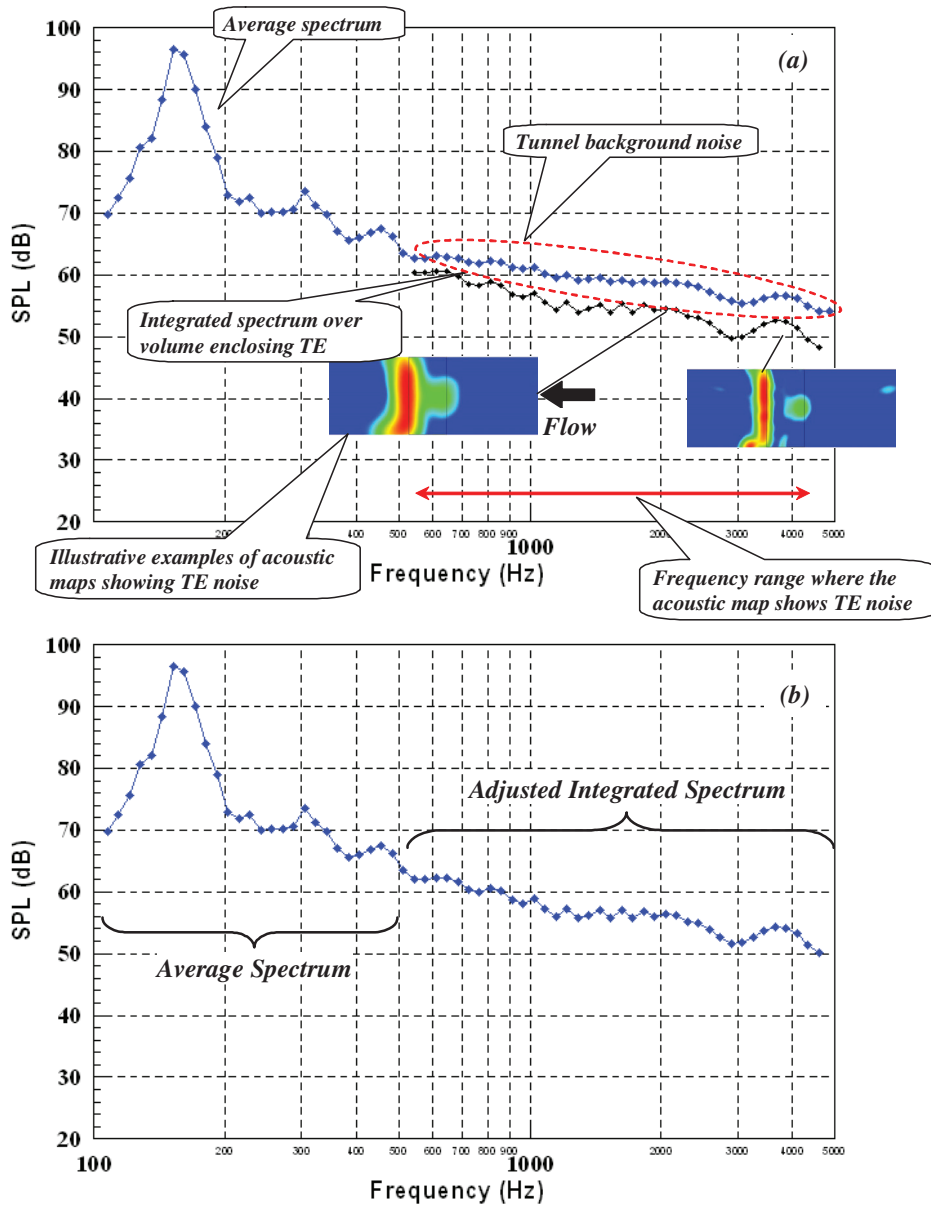 Average spectrum
(a)
100
90
80
70
60
50
40
30
20
SPL (dB)
Tunnel background noise
Integrated spectrum over
volume enclosing TE
Flow
200
400
500
600
700
800
900
1000
2000
3000
4000
5000
Frequency (Hz)
Illustrative examples of acoustic
maps showing TE noise
Frequency range where the
acoustic map shows TE noise
(b)
100
90
80
70
60
50
40
30
20
SPL (dB)
Adjusted Integrated Spectrum
Average Spectrum
100
200
300
400
500
600
700
800
900
1000
2000
3000
4000
5000
Frequency (Hz)